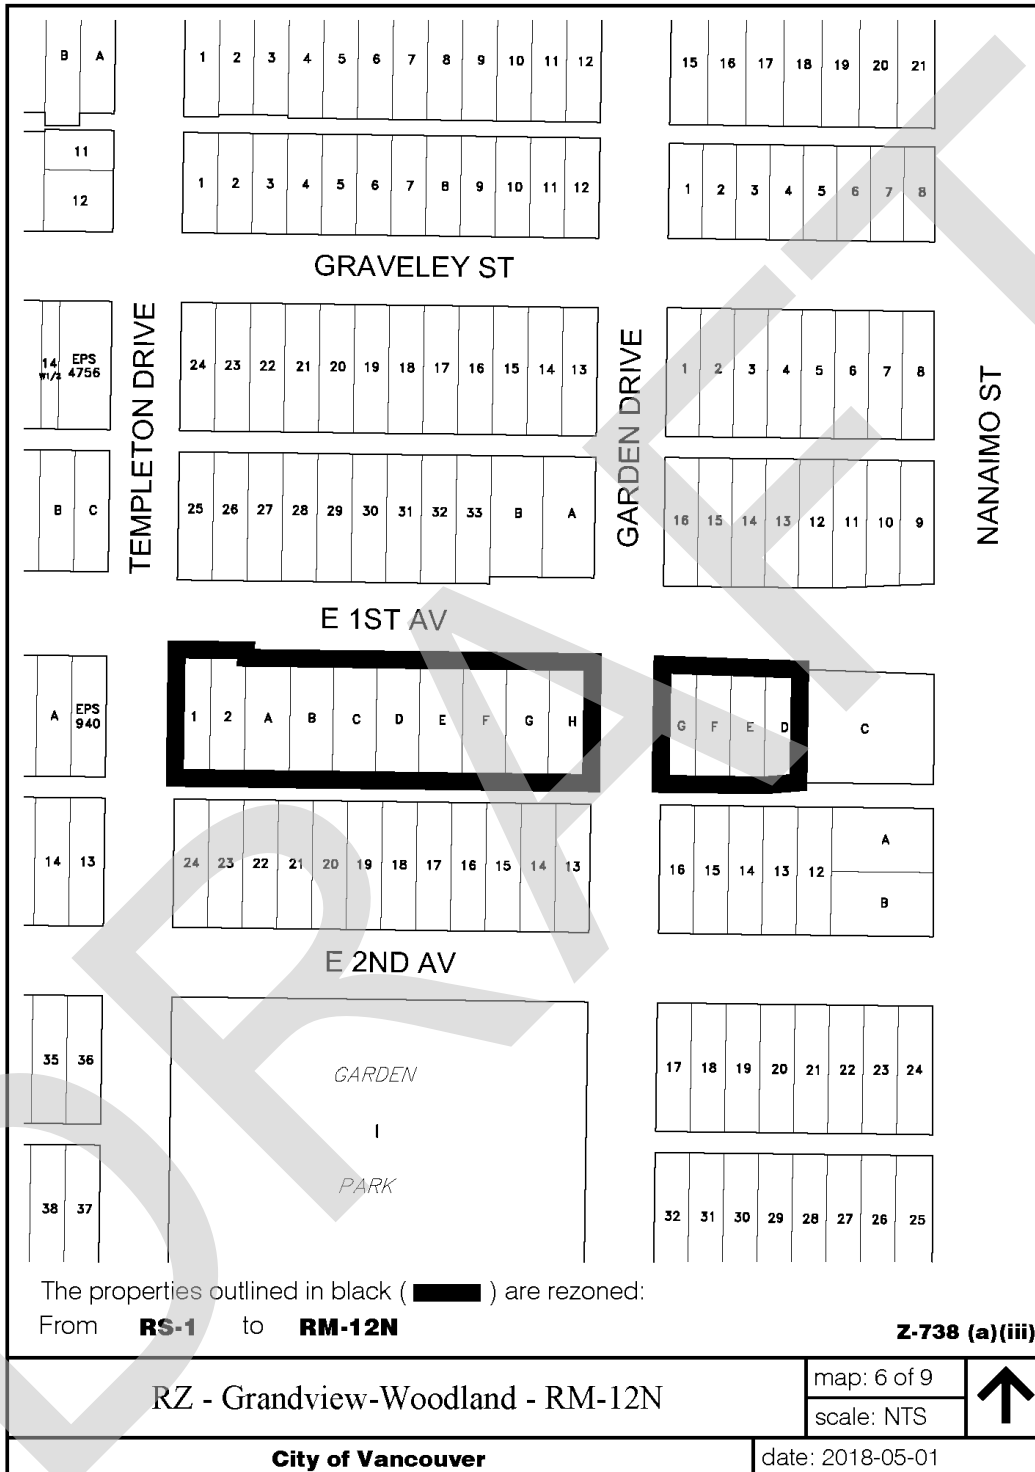 B A 1 2 3 4 5 6 7 8 9 10 11 12 15 16 17 18 19 20 21
11
12
1 2 3 4 5 6 7 8 9 10 11 12 1 2 3 4 5 6 7 8
GRAVELEY ST
TEMPLETON DRIVE
GARDEN DRIVE
NANAIMO ST
14 W1/2 EPS 4756 24 23 22 21 20 19 18 17 16 15 14 13 1 2 3 4 5 6 7 8
B C 25 26 27 28 29 30 31 32 33 B A 16 15 14 13 12 11 10 9
E 1ST AV
A EPS 940 1 2 A B C D E F G H G F E D C
14 13 24 23 22 21 20 19 18 17 16 15 14 13 16 15 14 13 12 A
B
E 2ND AV
35 36 GARDEN 17 18 19 20 21 22 23 24
I
PARK
38 37 32 31 30 29 28 27 26 25
DRAFT
The properties outlined in black ( ) are rezoned:
From RS-1 to RM-12N
Z-738 (a)(iii)
RZ - Grandview-Woodland - RM-12N
map: 6 of 9
scale: NTS
City of Vancouver
date: 2018-05-01